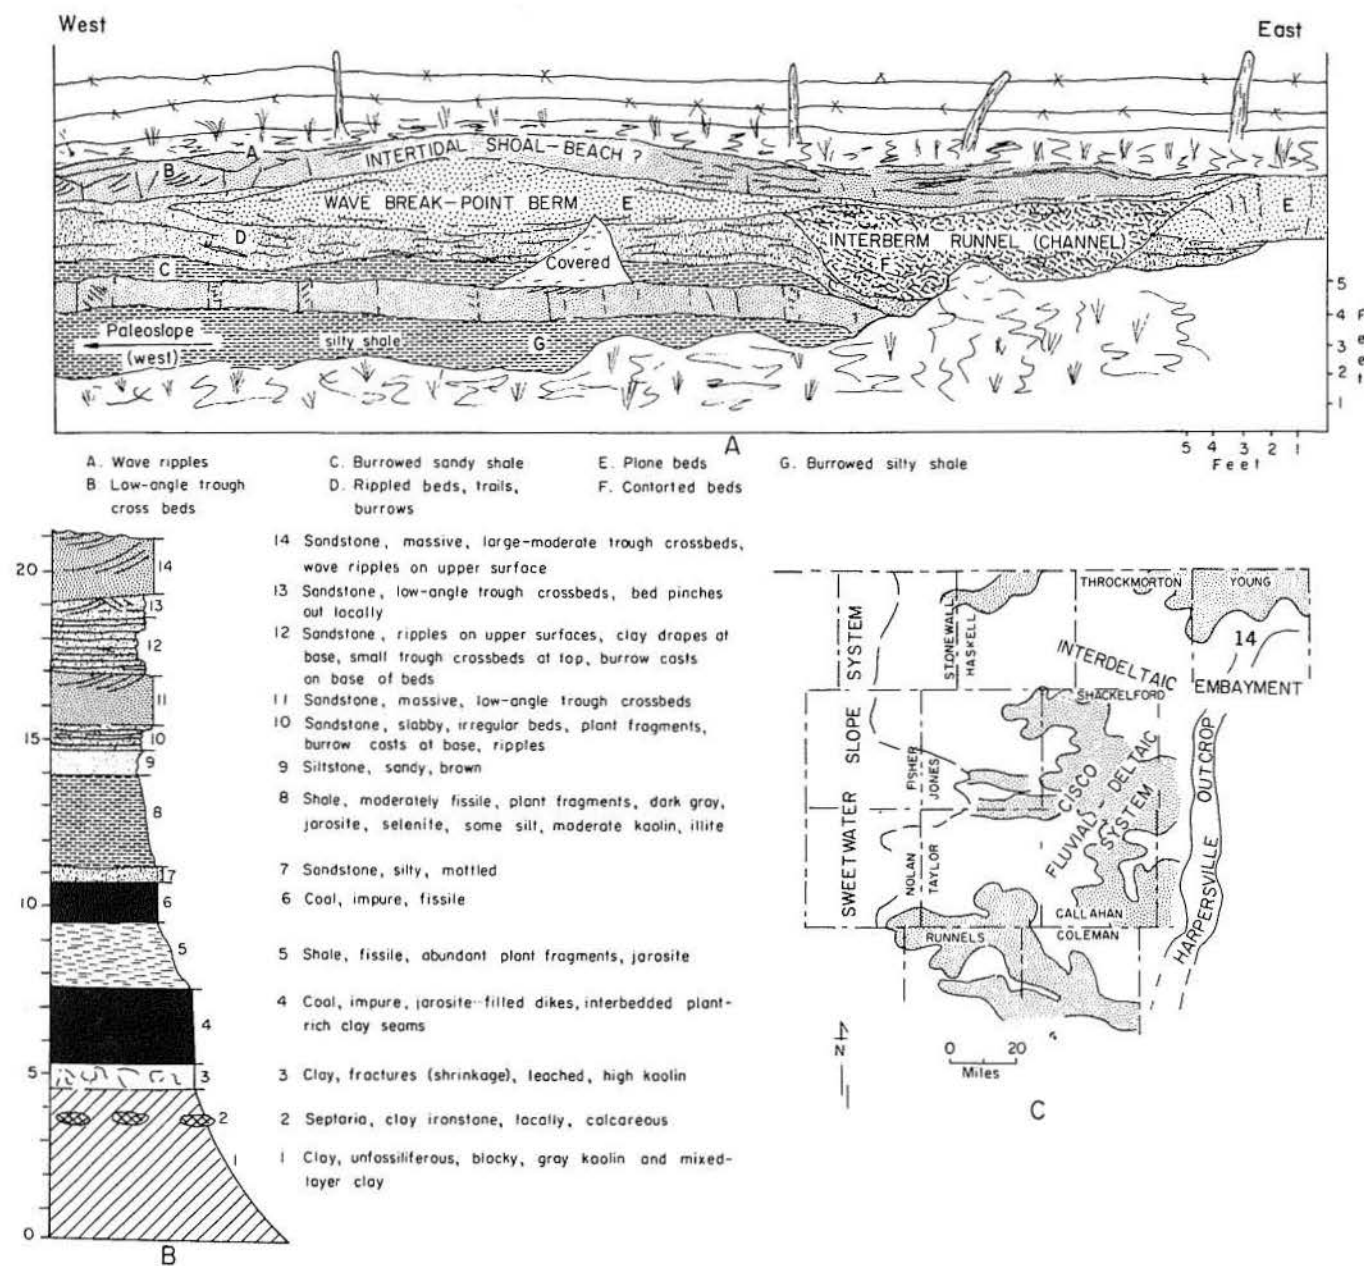 West
East
A
B
INTERTIDAL SHOAL-BEACH ?
WAVE BREAK-POINT BERM E
E
D
INTERBERM RUNNEL (CHANNEL)
F
C
Covered
Paleoslope
(west)
silty shale
G
5
4
3
2
1
Feet
5 4 3 2 1
Feet
A
A. Wave ripples
B Low-angle trough
cross beds
C. Burrowed sandy shale
D. Rippled beds, trails,
burrows
E. Plane beds
F. Contorted beds
G. Burrowed silty shale
20
15
10
5
0
14
13
12
11
10
9
8
7
6
5
4
3
2
1
B
14 Sandstone, massive, large-moderate trough crossbeds,
wave ripples on upper surface
13 Sandstone, low-angle trough crossbeds, bed pinches
out locally
12 Sandstone, ripples on upper surfaces, clay drapes at
base, small trough crossbeds at top, burrow casts
on base of beds
11 Sandstone, massive, low-angle trough crossbeds
10 Sandstone, slabby, irregular beds, plant fragments,
burrow casts at base, ripples
9 Siltstone, sandy, brown
8 Shale, moderately fissile, plant fragments, dark gray,
jarosite, selenite, some silt, moderate kaolin, illite
7 Sandstone, silty, mottled
6 Coal, impure, fissile
5 Shale, fissile, abundant plant fragments, jarosite
4 Coal, impure, jarosite-filled dikes, interbedded plant-
rich clay seams
3 Clay, fractures (shrinkage), leached, high kaolin
2 Septaria, clay ironstone, locally, calcareous
1 Clay, unfossiliferous, blocky, gray kaolin and mixed-
layer clay
THROCKMORTON
YOUNG
STONEWALL
HASKELL
14
INTERDELTAIC
EMBAYMENT
SHACKELFORD
SWEETWATER SLOPE SYSTEM
FISHER
JONES
CISCO
FLUVIAL DELTAIC
SYSTEM
HARPERSVILLE OUTCROP
NOLAN
TAYLOR
CALLAHAN
COLEMAN
RUNNELS
N
0 20
Miles
C